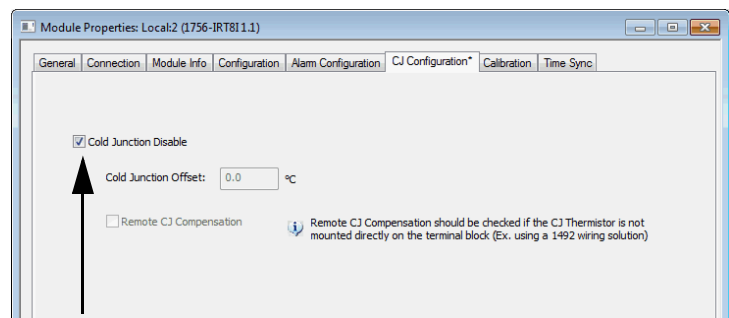 Module Properties: Local:2 (1756-IRT8I 1.1)
General Connection Module Info Configuration Alarm Configuration CJ Configuration* Calibration Time Sync
Cold Junction Disable
Cold Junction Offset: 0.0 °C
Remote CJ Compensation
Remote CJ Compensation should be checked if the CJ Thermistor is not
mounted directly on the terminal block (Ex. using a 1492 wiring solution)